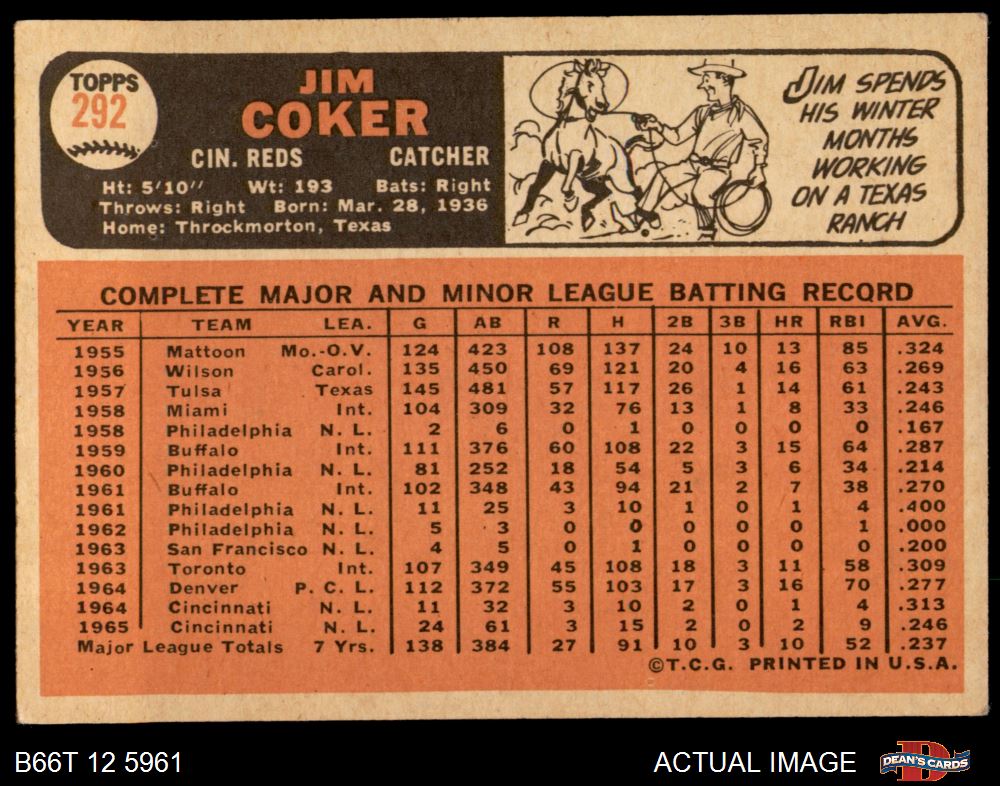 TOPPS
292
JIM
COKER
CIN. REDS CATCHER
Ht: 5'10" Wt: 193 Bats: Right
Throws: Right Born: Mar. 28, 1936
Home: Throckmorton, Texas
JIM SPENDS
HIS WINTER
MONTHS
WORKING
ON A TEXAS
RANCH
COMPLETE MAJOR AND MINOR LEAGUE BATTING RECORD
YEAR TEAM LEA. G AB R H 2B 3B HR RBI AVG.
1955 Mattoon Mo.-O.V. 124 423 108 137 24 10 13 85 .324
1956 Wilson Carol. 135 450 69 121 20 4 16 63 .269
1957 Tulsa Texas 145 481 57 117 26 1 14 61 .243
1958 Miami Int. 104 309 32 76 13 1 8 33 .246
1958 Philadelphia N. L. 2 6 0 1 0 0 0 0 .167
1959 Buffalo Int. 111 376 60 108 22 3 15 64 .287
1960 Philadelphia N. L. 81 252 18 54 5 3 6 34 .214
1961 Buffalo Int. 102 348 43 94 21 2 7 38 .270
1961 Philadelphia N. L. 11 25 3 10 1 0 1 4 .400
1962 Philadelphia N. L. 5 3 0 0 0 0 0 1 .000
1963 San Francisco N. L. 4 5 0 1 0 0 0 0 .200
1963 Toronto Int. 107 349 45 108 18 3 11 58 .309
1964 Denver P. C. L. 112 372 55 103 17 3 16 70 .277
1964 Cincinnati N. L. 11 32 3 10 2 0 1 4 .313
1965 Cincinnati N. L. 24 61 3 15 2 0 2 9 .246
Major League Totals 7 Yrs. 138 384 27 91 10 3 10 52 .237
©T.C.G. PRINTED IN U.S.A.
B66T 12 5961 ACTUAL IMAGE
DEAN'S CARDS